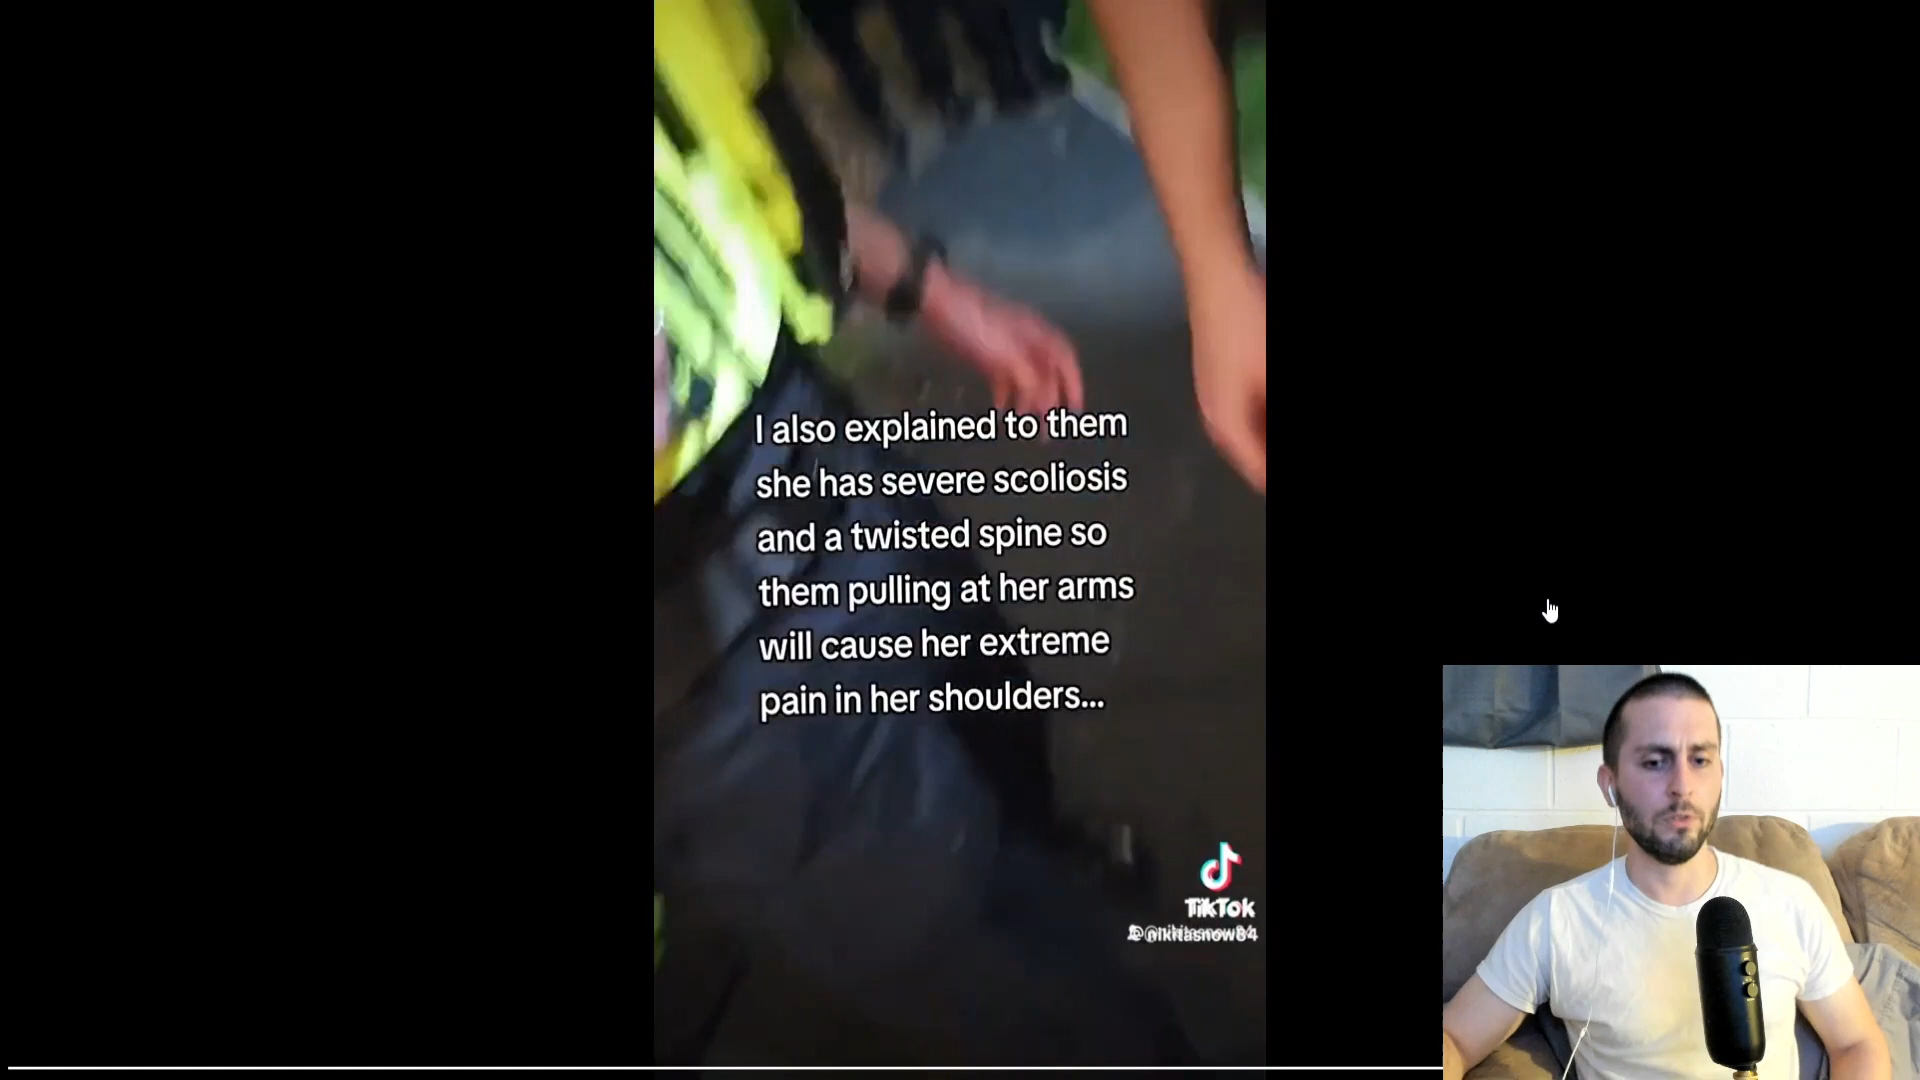 I also explained to them
she has severe scoliosis
and a twisted spine so
them pulling at her arms
will cause her extreme
pain in her shoulders...
TikTok
@nikitasnow84